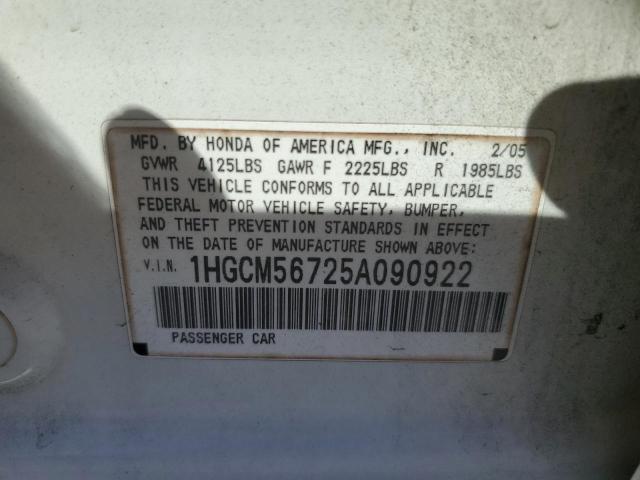 MFD. BY HONDA OF AMERICA MFG., INC. 2/05
GVWR 4125LBS GAWR F 2225LBS R 1985LBS
THIS VEHICLE CONFORMS TO ALL APPLICABLE
FEDERAL MOTOR VEHICLE SAFETY, BUMPER,
AND THEFT PREVENTION STANDARDS IN EFFECT
ON THE DATE OF MANUFACTURE SHOWN ABOVE:
V.I.N. 1HGCM56725A090922
PASSENGER CAR